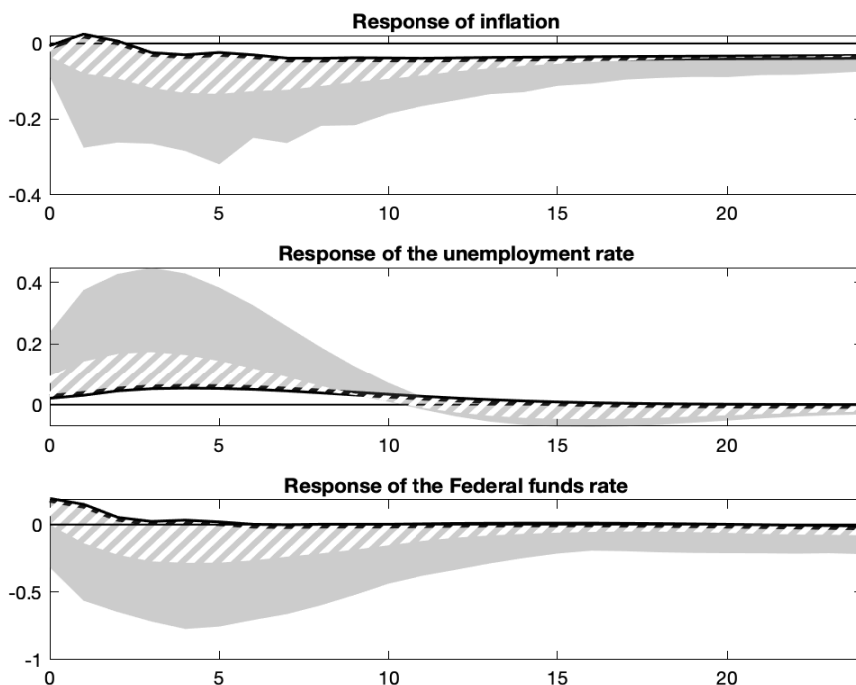 Response of inflation
0
-0.2
-0.4
0 5 10 15 20
Response of the unemployment rate
0.4
0.2
0
0 5 10 15 20
Response of the Federal funds rate
0
-0.5
-1
0 5 10 15 20